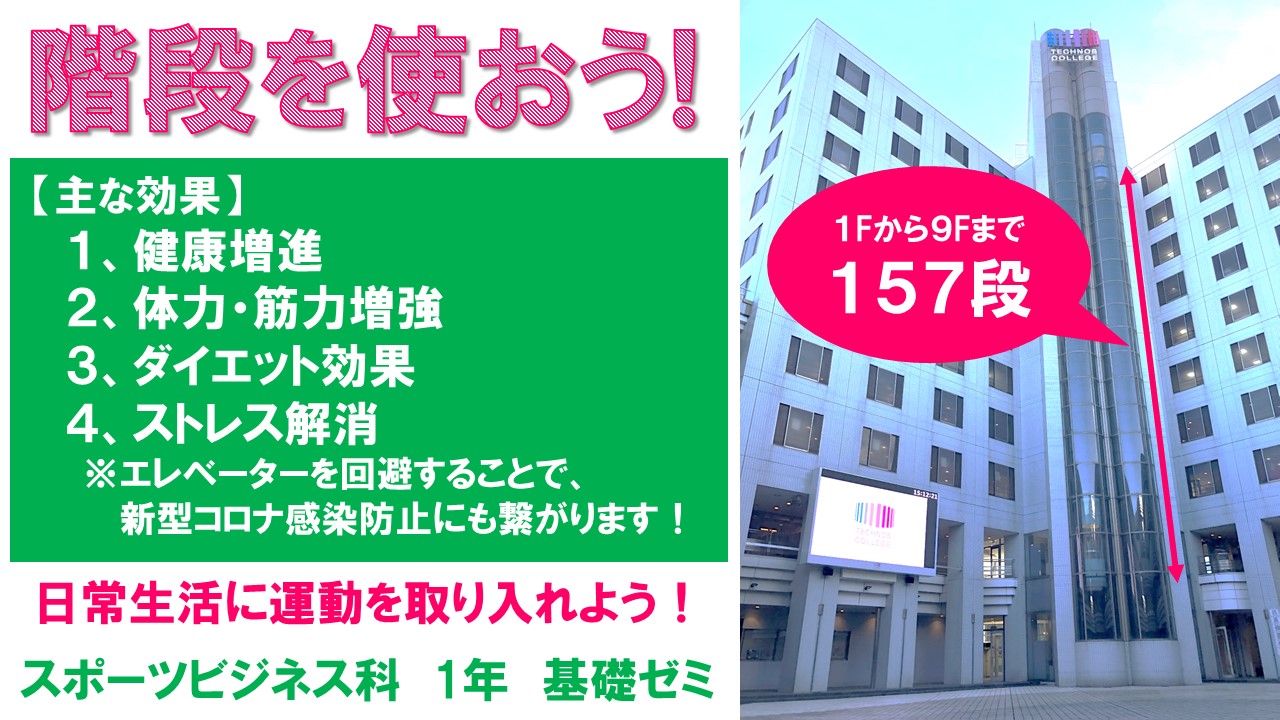 階段を使おう!
【主な効果】
１、健康増進
２、体力・筋力増強
３、ダイエット効果
４、ストレス解消
※エレベーターを回避することで、
新型コロナ感染防止にも繋がります！
日常生活に運動を取り入れよう！
スポーツビジネス科　１年　基礎ゼミ
TECHNOS
COLLEGE
１Fから９Fまで
１５７段
15:12:21
TECHNOS
COLLEGE